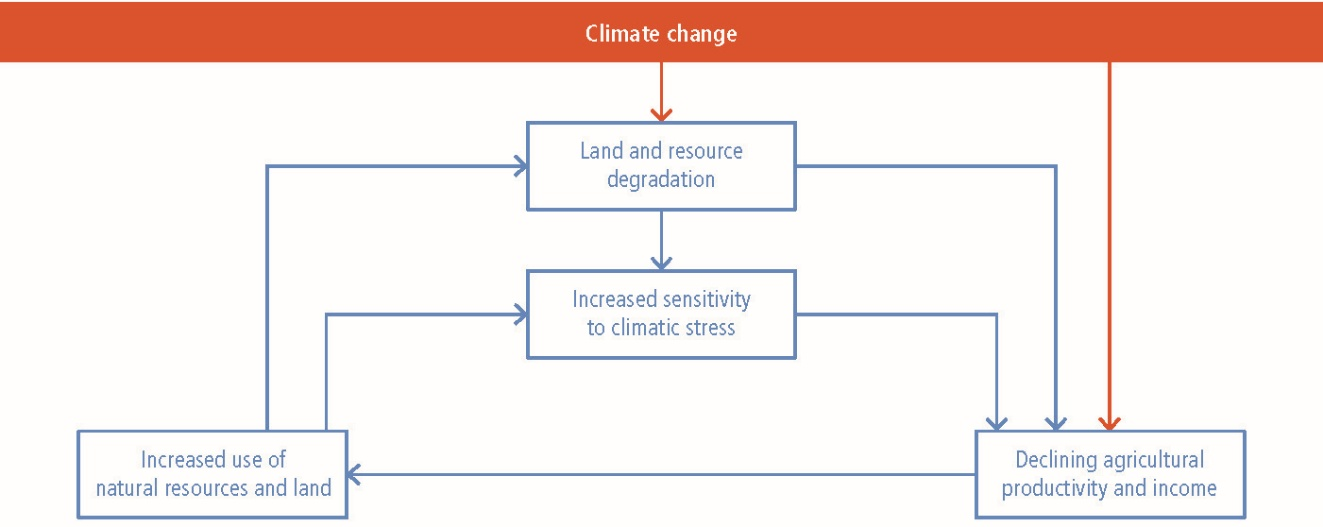 Climate change
Land and resource
degradation
Increased sensitivity
to climatic stress
Increased use of
natural resources and land
Declining agricultural
productivity and income